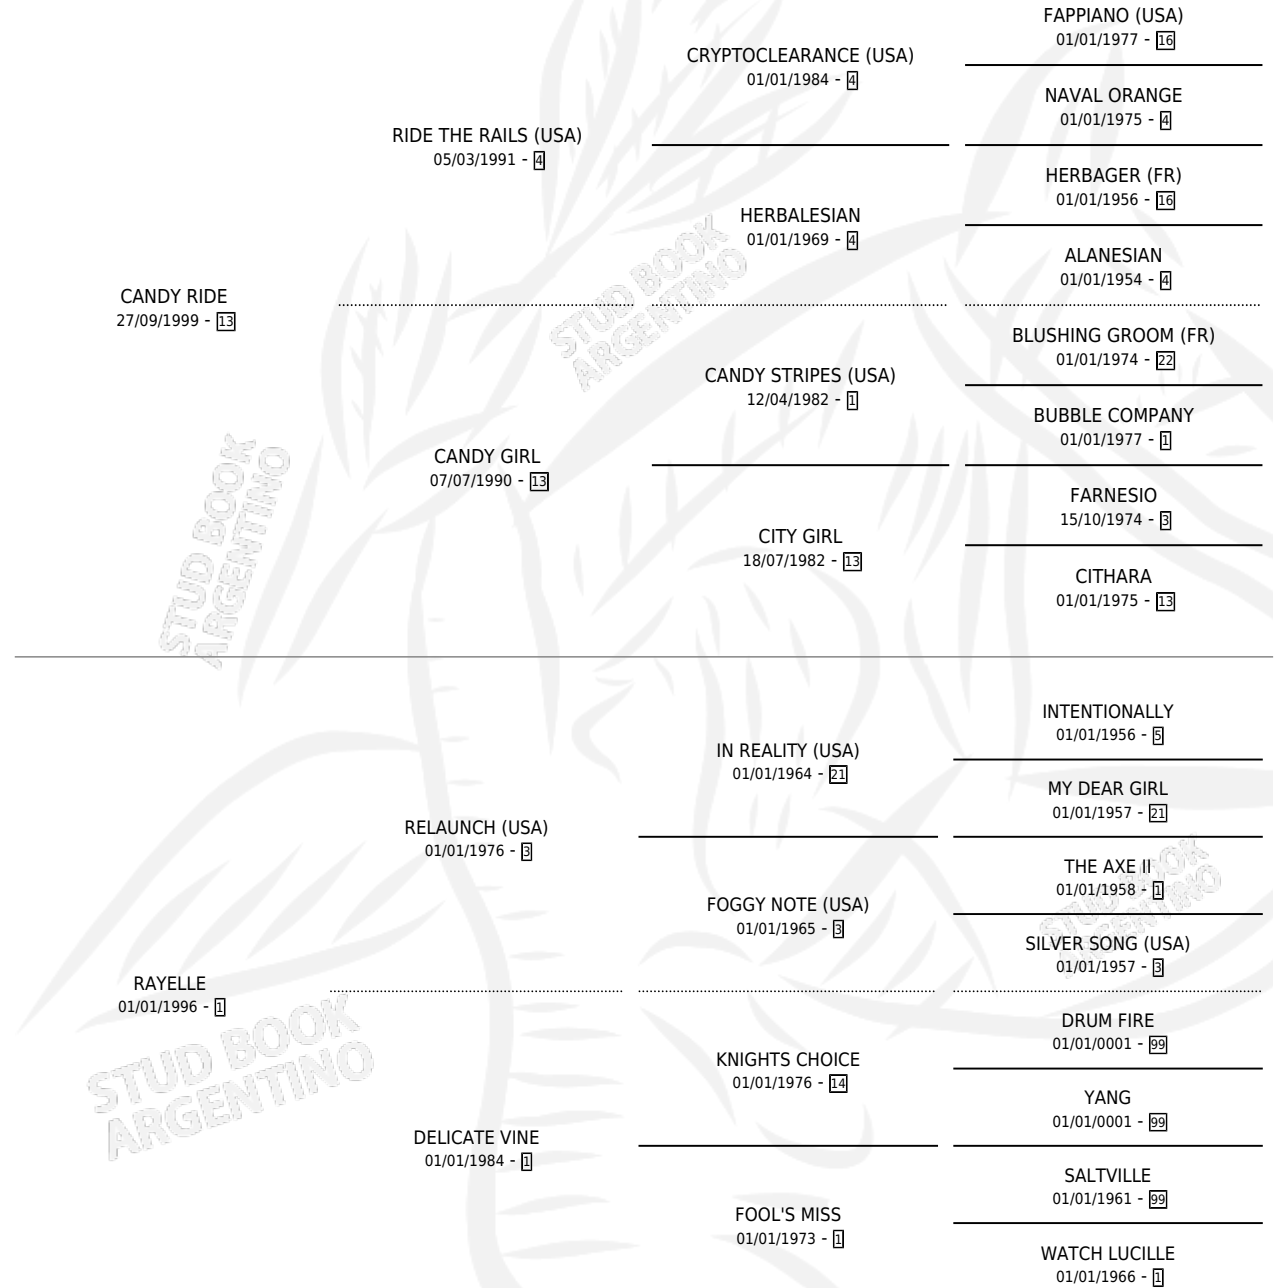 FAPPIANO (USA)
01/01/1977 - 16
CRYPTOCLEARANCE (USA)
01/01/1984 - 4
NAVAL ORANGE
01/01/1975 - 4
RIDE THE RAILS (USA)
05/03/1991 - 4
HERBAGER (FR)
01/01/1956 - 16
HERBALESIAN
01/01/1969 - 4
ALANESIAN
01/01/1954 - 4
CANDY RIDE
27/09/1999 - 13
STUD BOOK
ARGENTINO
BLUSHING GROOM (FR)
01/01/1974 - 22
CANDY STRIPES (USA)
12/04/1982 - 1
BUBBLE COMPANY
01/01/1977 - 1
CANDY GIRL
07/07/1990 - 13
FARNESIO
15/10/1974 - 3
CITY GIRL
18/07/1982 - 13
CITHARA
01/01/1975 - 13
STUD BOOK
ARGENTINO
INTENTIONALLY
01/01/1956 - 5
IN REALITY (USA)
01/01/1964 - 21
MY DEAR GIRL
01/01/1957 - 21
RELAUNCH (USA)
01/01/1976 - 3
THE AXE II
01/01/1958 - 1
FOGGY NOTE (USA)
01/01/1965 - 3
STUD BOOK
ARGENTINO
SILVER SONG (USA)
01/01/1957 - 3
RAYELLE
01/01/1996 - 1
STUD BOOK
ARGENTINO
DRUM FIRE
01/01/0001 - 99
KNIGHTS CHOICE
01/01/1976 - 14
YANG
01/01/0001 - 99
DELICATE VINE
01/01/1984 - 1
SALTVILLE
01/01/1961 - 99
FOOL'S MISS
01/01/1973 - 1
WATCH LUCILLE
01/01/1966 - 1